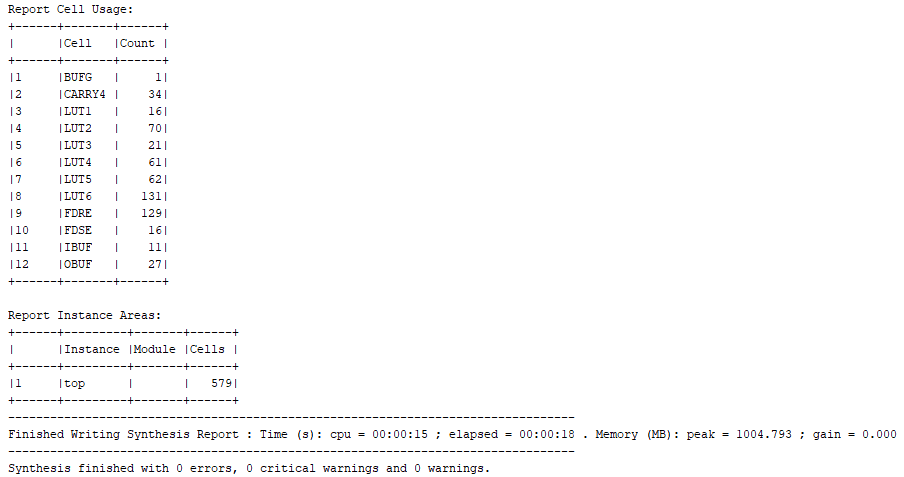 Report Cell Usage:
+------+-------+------+
|      |Cell   |Count |
+------+-------+------+
|1     |BUFG   |     1|
|2     |CARRY4 |    34|
|3     |LUT1   |    16|
|4     |LUT2   |    70|
|5     |LUT3   |    21|
|6     |LUT4   |    61|
|7     |LUT5   |    62|
|8     |LUT6   |   131|
|9     |FDRE   |   129|
|10    |FDSE   |    16|
|11    |IBUF   |    11|
|12    |OBUF   |    27|
+------+-------+------+
Report Instance Areas:
+------+---------+-------+------+
|      |Instance |Module |Cells |
+------+---------+-------+------+
|1     |top      |       |   579|
+------+---------+-------+------+
---------------------------------------------------------------------------------
Finished Writing Synthesis Report : Time (s): cpu = 00:00:15 ; elapsed = 00:00:18 . Memory (MB): peak = 1004.793 ; gain = 0.000
---------------------------------------------------------------------------------
Synthesis finished with 0 errors, 0 critical warnings and 0 warnings.